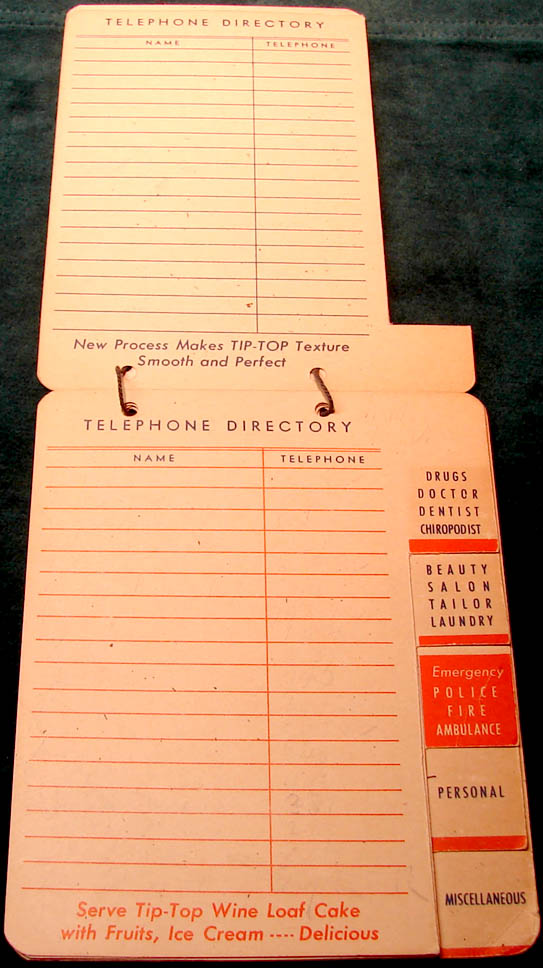 TELEPHONE DIRECTORY
NAME TELEPHONE
New Process Makes TIP-TOP Texture
Smooth and Perfect
TELEPHONE DIRECTORY
NAME TELEPHONE
DRUGS
DOCTOR
DENTIST
CHIROPODIST
BEAUTY
SALON
TAILOR
LAUNDRY
Emergency
POLICE
FIRE
AMBULANCE
PERSONAL
MISCELLANEOUS
Serve Tip-Top Wine Loaf Cake
with Fruits, Ice Cream ---- Delicious